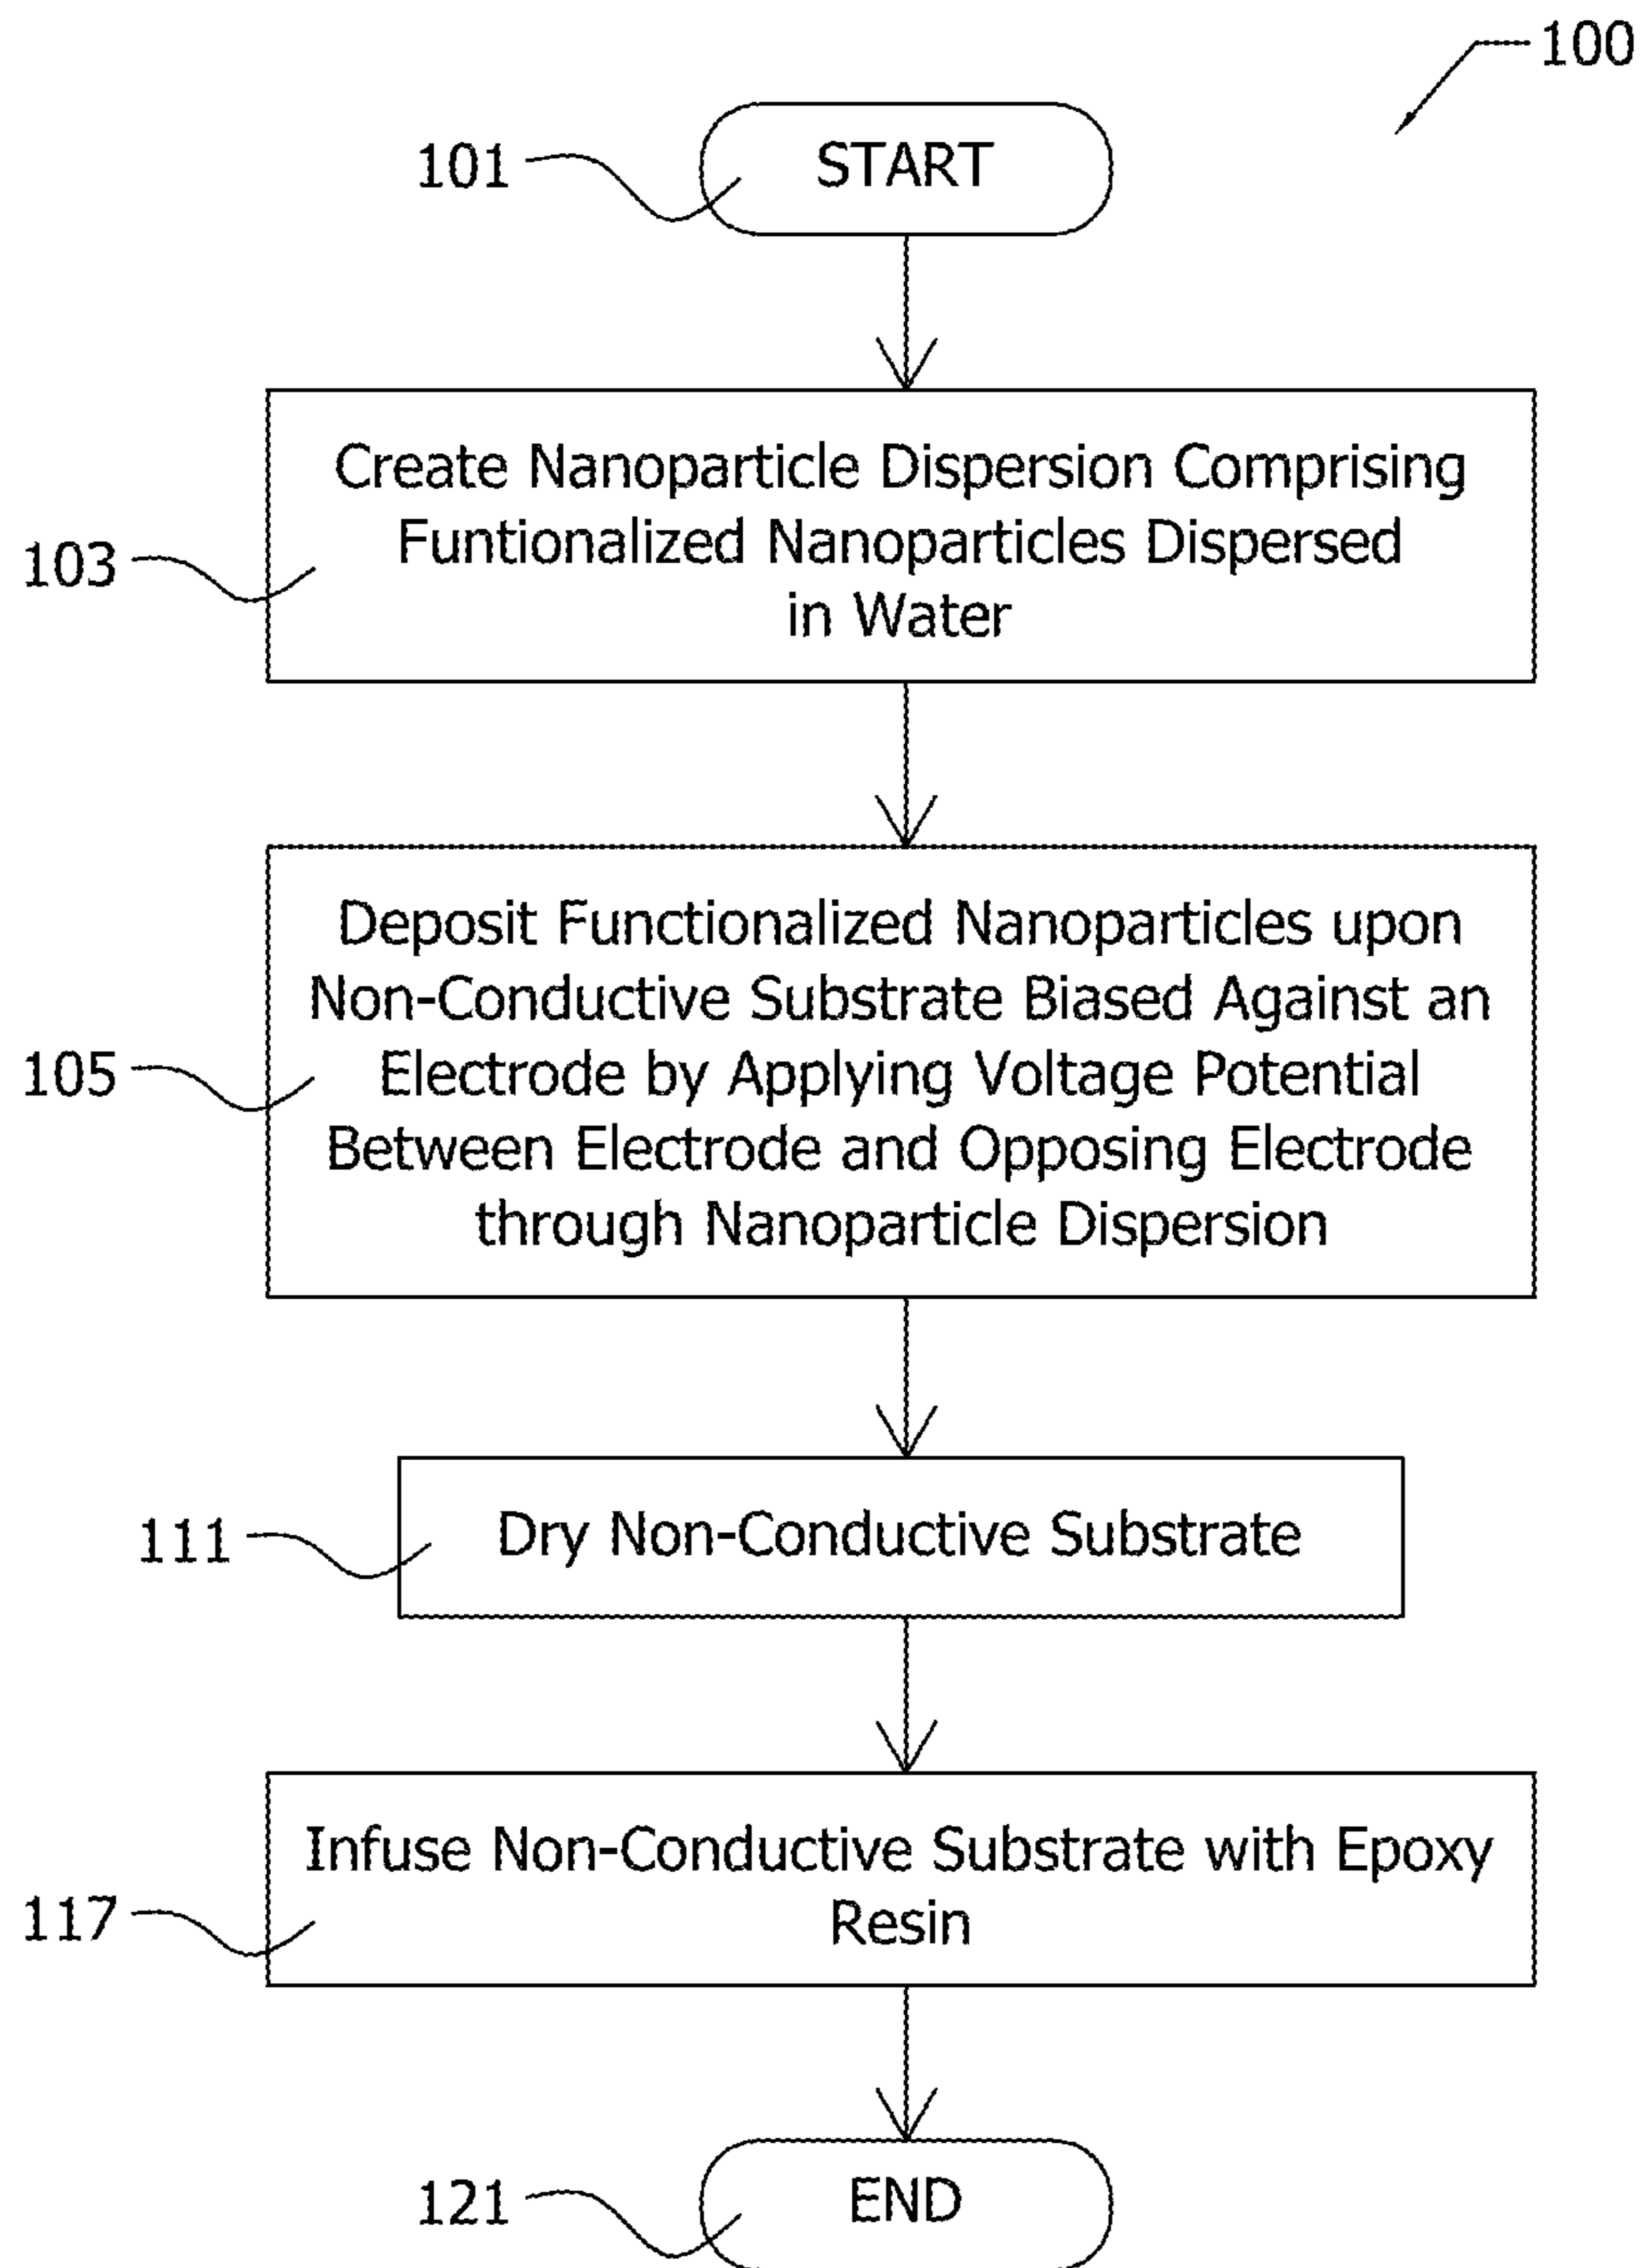 100
101
START
Create Nanoparticle Dispersion Comprising
Funtionalized Nanoparticles Dispersed
in Water
103
Deposit Functionalized Nanoparticles upon
Non-Conductive Substrate Biased Against an
Electrode by Applying Voltage Potential
Between Electrode and Opposing Electrode
through Nanoparticle Dispersion
105
Dry Non-Conductive Substrate
111
Infuse Non-Conductive Substrate with Epoxy
Resin
117
END
121